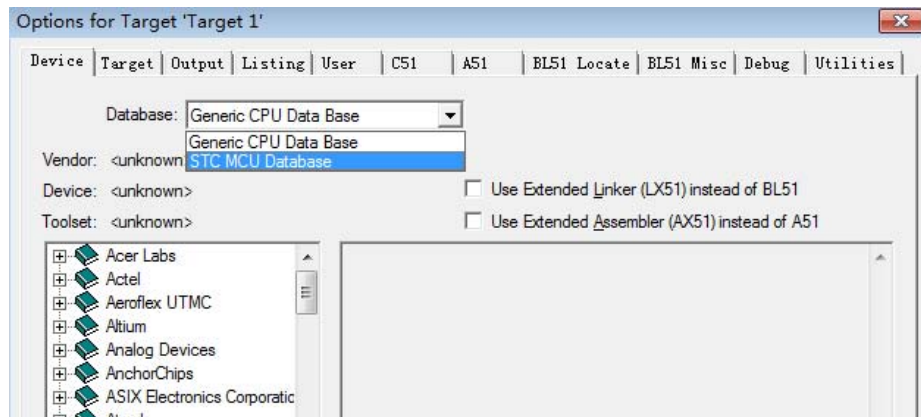 Options for Target 'Target 1'
Device Target Output Listing User C51 A51 BL51 Locate BL51 Misc Debug Utilities
Database: Generic CPU Data Base
Generic CPU Data Base
Vendor: <unknown STC MCU Database
Device: <unknown> Use Extended Linker (LX51) instead of BL51
Toolset: <unknown> Use Extended Assembler (AX51) instead of A51
Acer Labs
Actel
Aeroflex UTMC
Altium
Analog Devices
AnchorChips
ASIX Electronics Corporatic